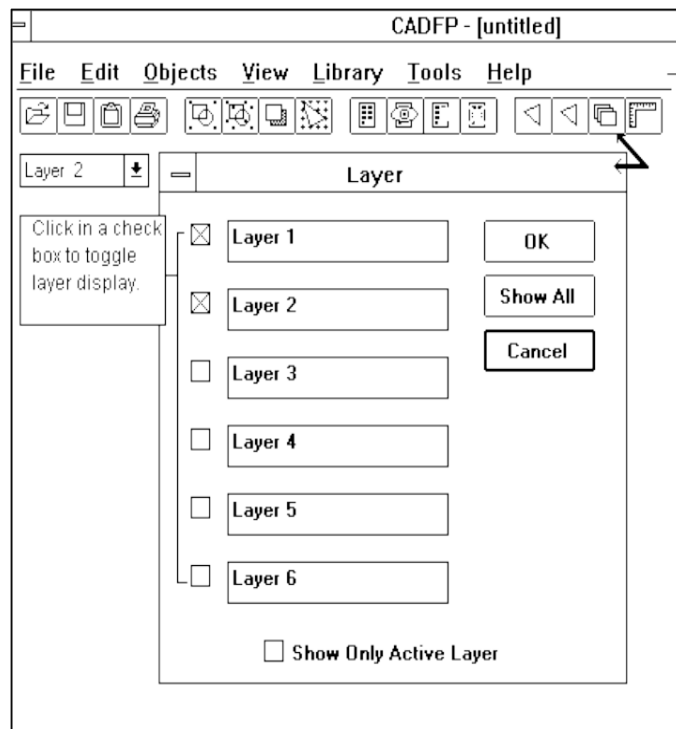 CADFP - [untitled]
File Edit Objects View Library Tools Help
Layer 2
Layer
Click in a check
box to toggle
layer display.
Layer 1
OK
Layer 2
Show All
Layer 3
Cancel
Layer 4
Layer 5
Layer 6
Show Only Active Layer